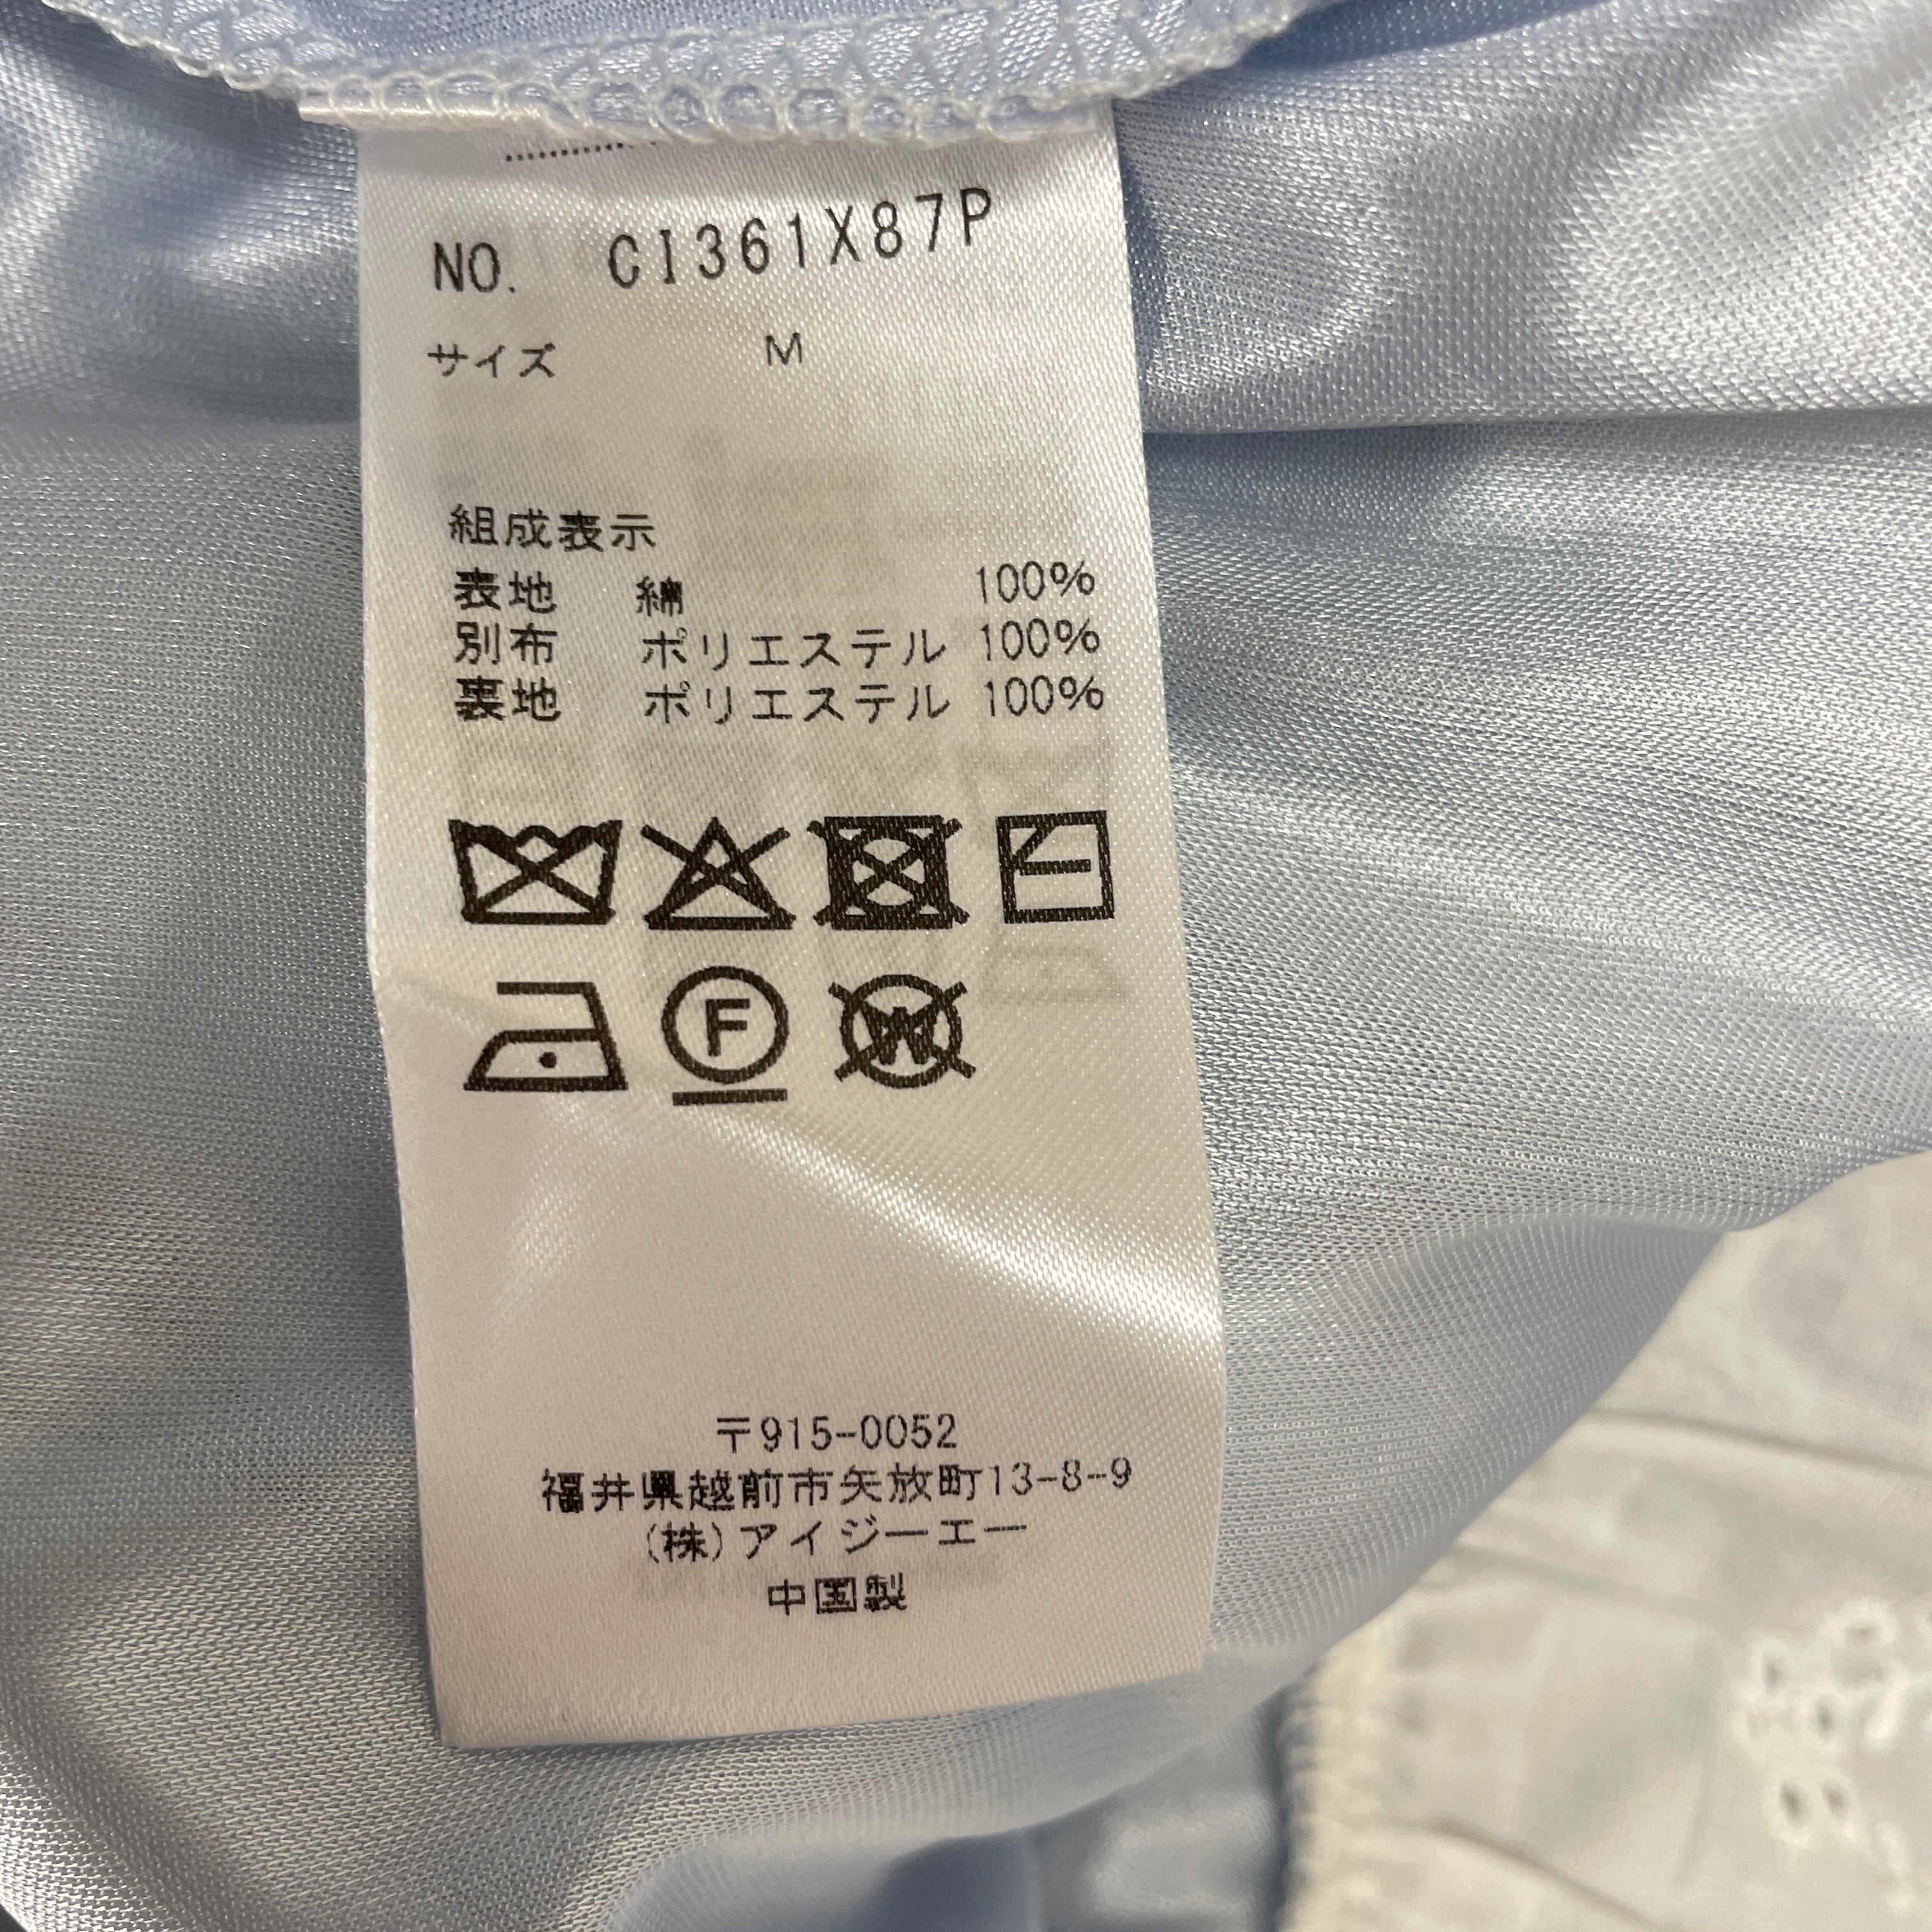 NO. CI361X87P
サイズ M
組成表示
表地 綿 100%
別布 ポリエステル 100%
裏地 ポリエステル 100%
F
W
〒915-0052
福井県越前市矢放町13-8-9
(株)アイジーエー
中国製